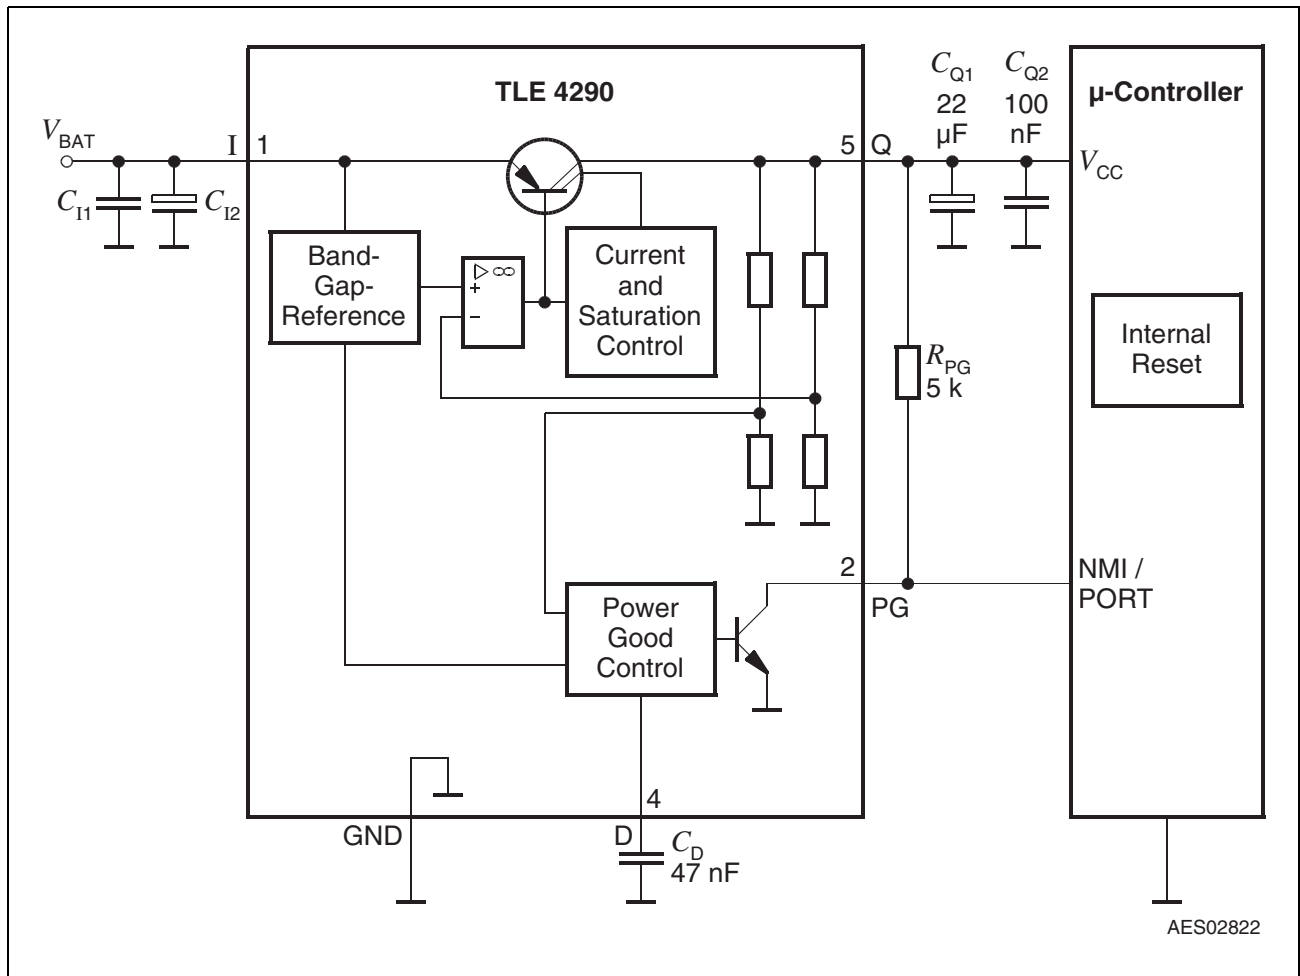 TLE 4290
C_Q1
22
µF
C_Q2
100
nF
µ-Controller
V_BAT
I
1
5
Q
V_CC
C_I1
C_I2
Band-
Gap-
Reference
▷ ∞
+
−
Current
and
Saturation
Control
Internal
Reset
R_PG
5 k
2
PG
NMI /
PORT
Power
Good
Control
4
GND
D
C_D
47 nF
AES02822